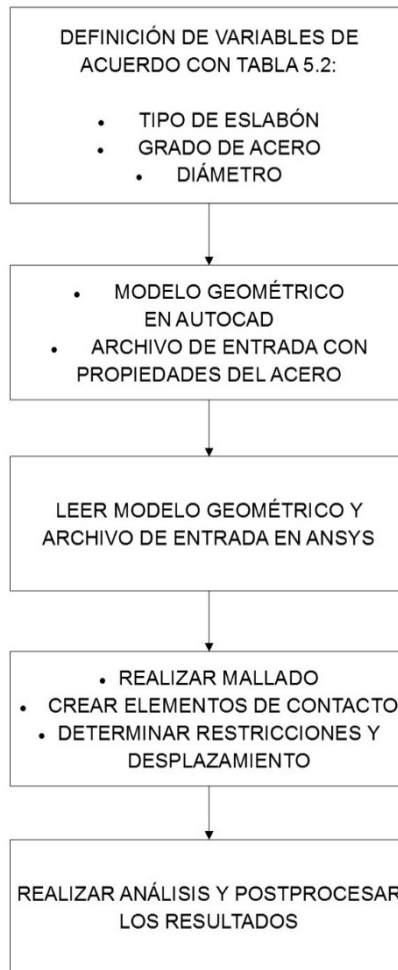 DEFINICIÓN DE VARIABLES DE
ACUERDO CON TABLA 5.2:
• TIPO DE ESLABÓN
• GRADO DE ACERO
• DIÁMETRO
• MODELO GEOMÉTRICO
EN AUTOCAD
• ARCHIVO DE ENTRADA CON
PROPIEDADES DEL ACERO
LEER MODELO GEOMÉTRICO Y
ARCHIVO DE ENTRADA EN ANSYS
• REALIZAR MALLADO
• CREAR ELEMENTOS DE CONTACTO
• DETERMINAR RESTRICCIONES Y
DESPLAZAMIENTO
REALIZAR ANÁLISIS Y POSTPROCESAR
LOS RESULTADOS